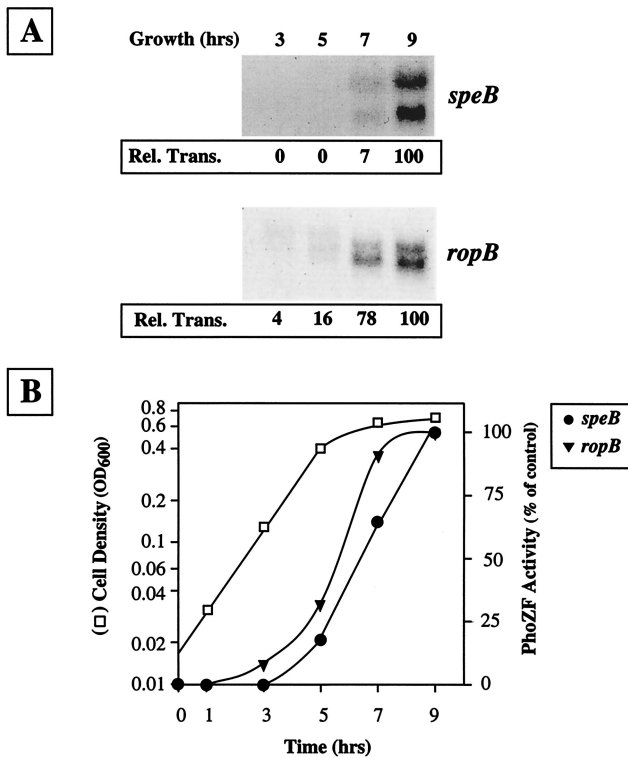 A
Growth (hrs) 3 5 7 9
speB
Rel. Trans. 0 0 7 100
ropB
Rel. Trans. 4 16 78 100
B
(□) Cell Density (OD600)
0.8
0.6
0.4
0.2
0.1
0.06
0.04
0.02
0.01
100
75
50
25
0
PhoZF Activity (% of control)
● speB
▼ ropB
0 1 3 5 7 9
Time (hrs)